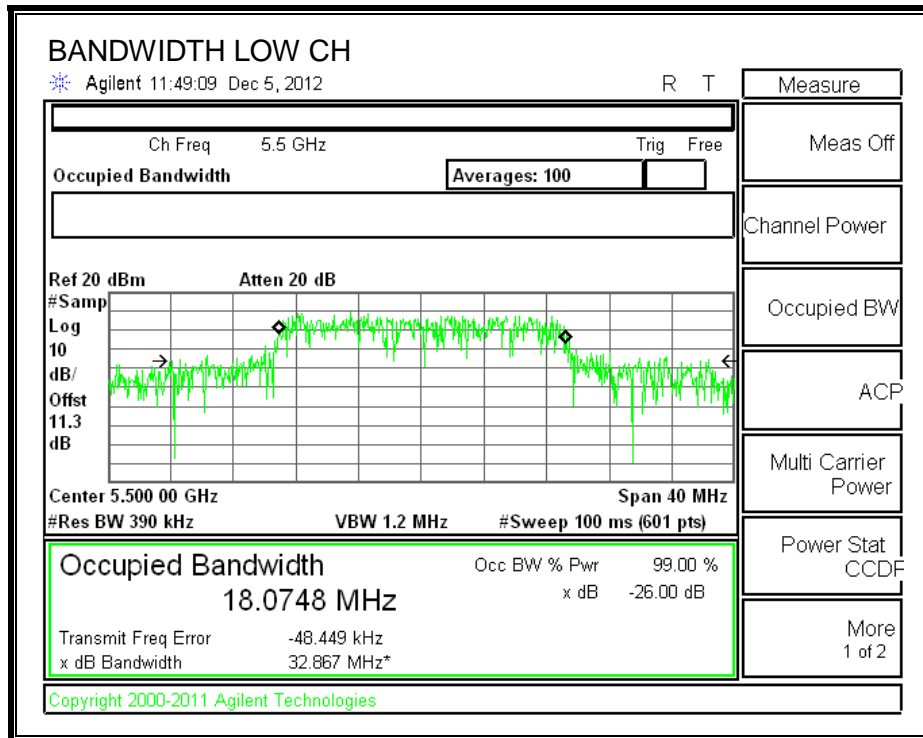 BANDWIDTH LOW CH
Agilent 11:49:09 Dec 5, 2012 R T
Measure
Ch Freq 5.5 GHz Trig Free
Meas Off
Occupied Bandwidth Averages: 100
Channel Power
Ref 20 dBm Atten 20 dB
#Samp
Log
10
dB/
Offst
11.3
dB
Occupied BW
ACP
Multi Carrier
Power
Center 5.500 00 GHz Span 40 MHz
#Res BW 390 kHz VBW 1.2 MHz #Sweep 100 ms (601 pts)
Power Stat
CCDF
Occupied Bandwidth Occ BW % Pwr 99.00 %
18.0748 MHz x dB -26.00 dB
Transmit Freq Error -48.449 kHz
x dB Bandwidth 32.867 MHz*
More
1 of 2
Copyright 2000-2011 Agilent Technologies